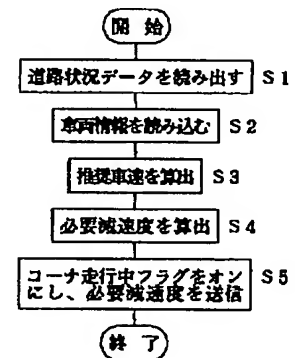 開 始
道路状況データを読み出す S1
車両情報を読み込む S2
推奨車速を算出 S3
必要減速度を算出 S4
コーナ走行中フラグをオン S5
にし、必要減速度を送信
終 了